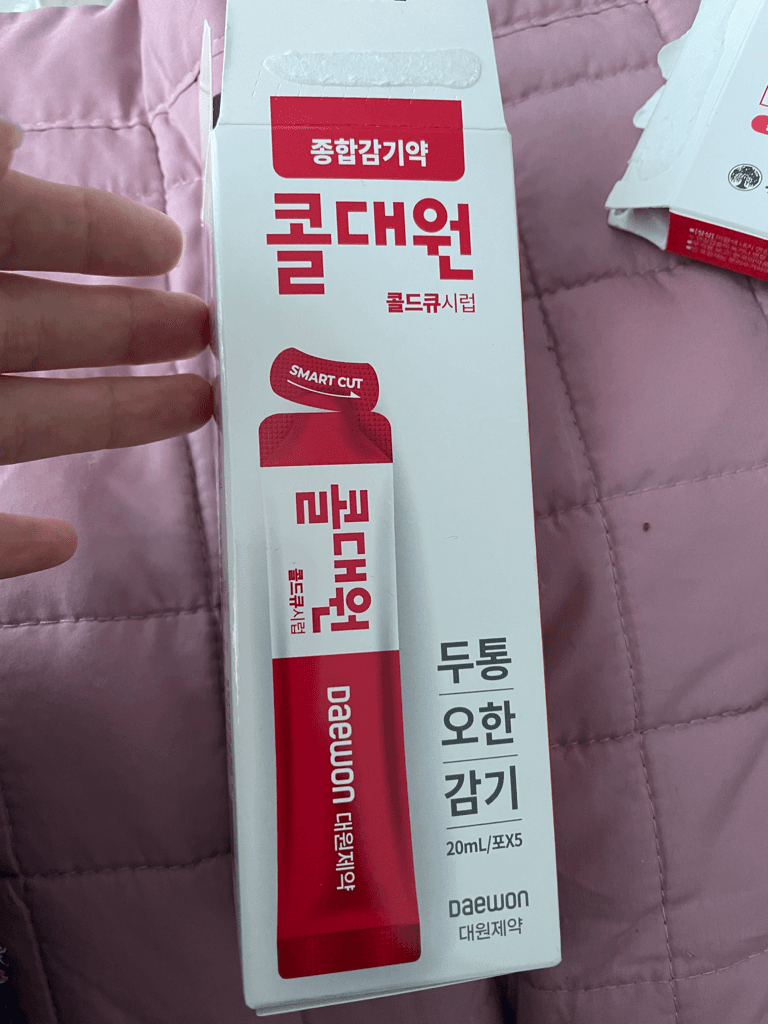 종합감기약
콜대원
콜드큐시럽
SMART CUT
콜대원
콜드큐시럽
Daewon 대원제약
두통
오한
감기
20mL/포X5
Daewon
대원제약